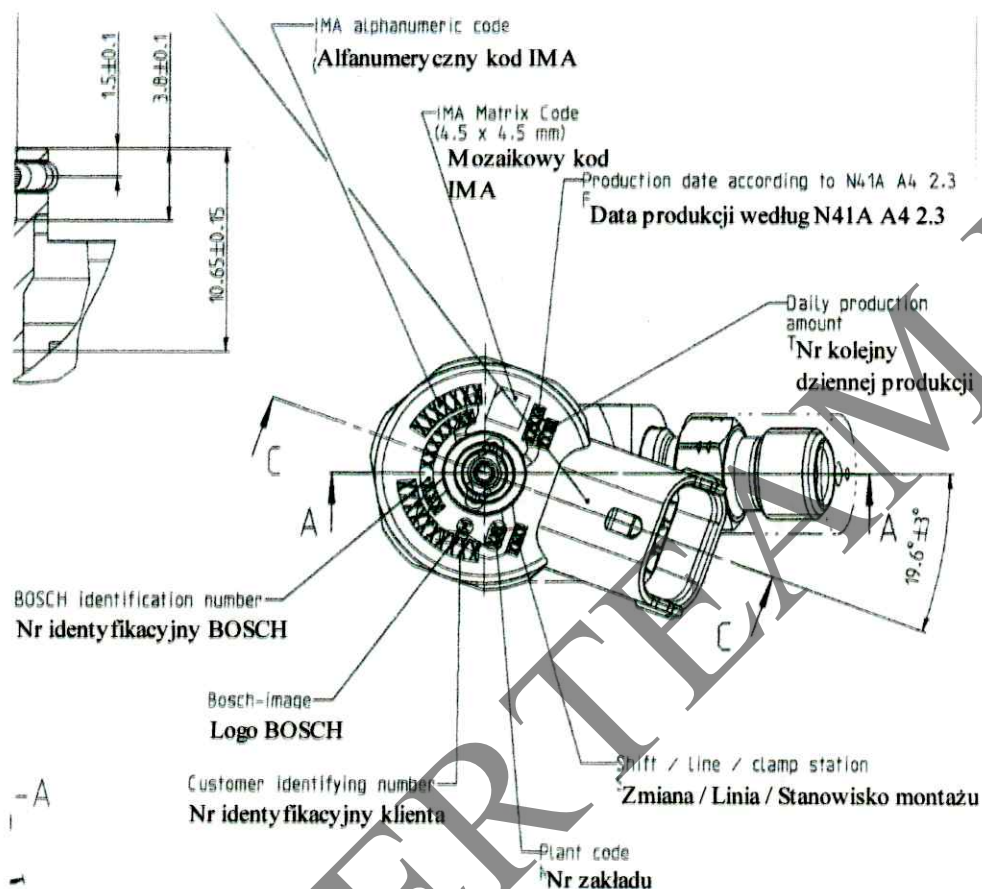 IMA alphanumeric code
Alfanumeryczny kod IMA
IMA Matrix Code
(4.5 x 4.5 mm)
Mozaikowy kod
IMA
Production date according to N41A A4 2.3
Data produkcji według N41A A4 2.3
1.5±0.1
3.8±0.1
10.65±0.15
Daily production
amount
Nr kolejny
dziennej produkcji
XXXXXXX
C
A
A
19.6°±3°
C
BOSCH identification number
Nr identyfikacyjny BOSCH
Bosch-image
Logo BOSCH
Customer identifying number
Nr identyfikacyjny klienta
Shift / line / clamp station
Zmiana / Linia / Stanowisko montażu
Plant code
Nr zakładu
-A
ERTEAM